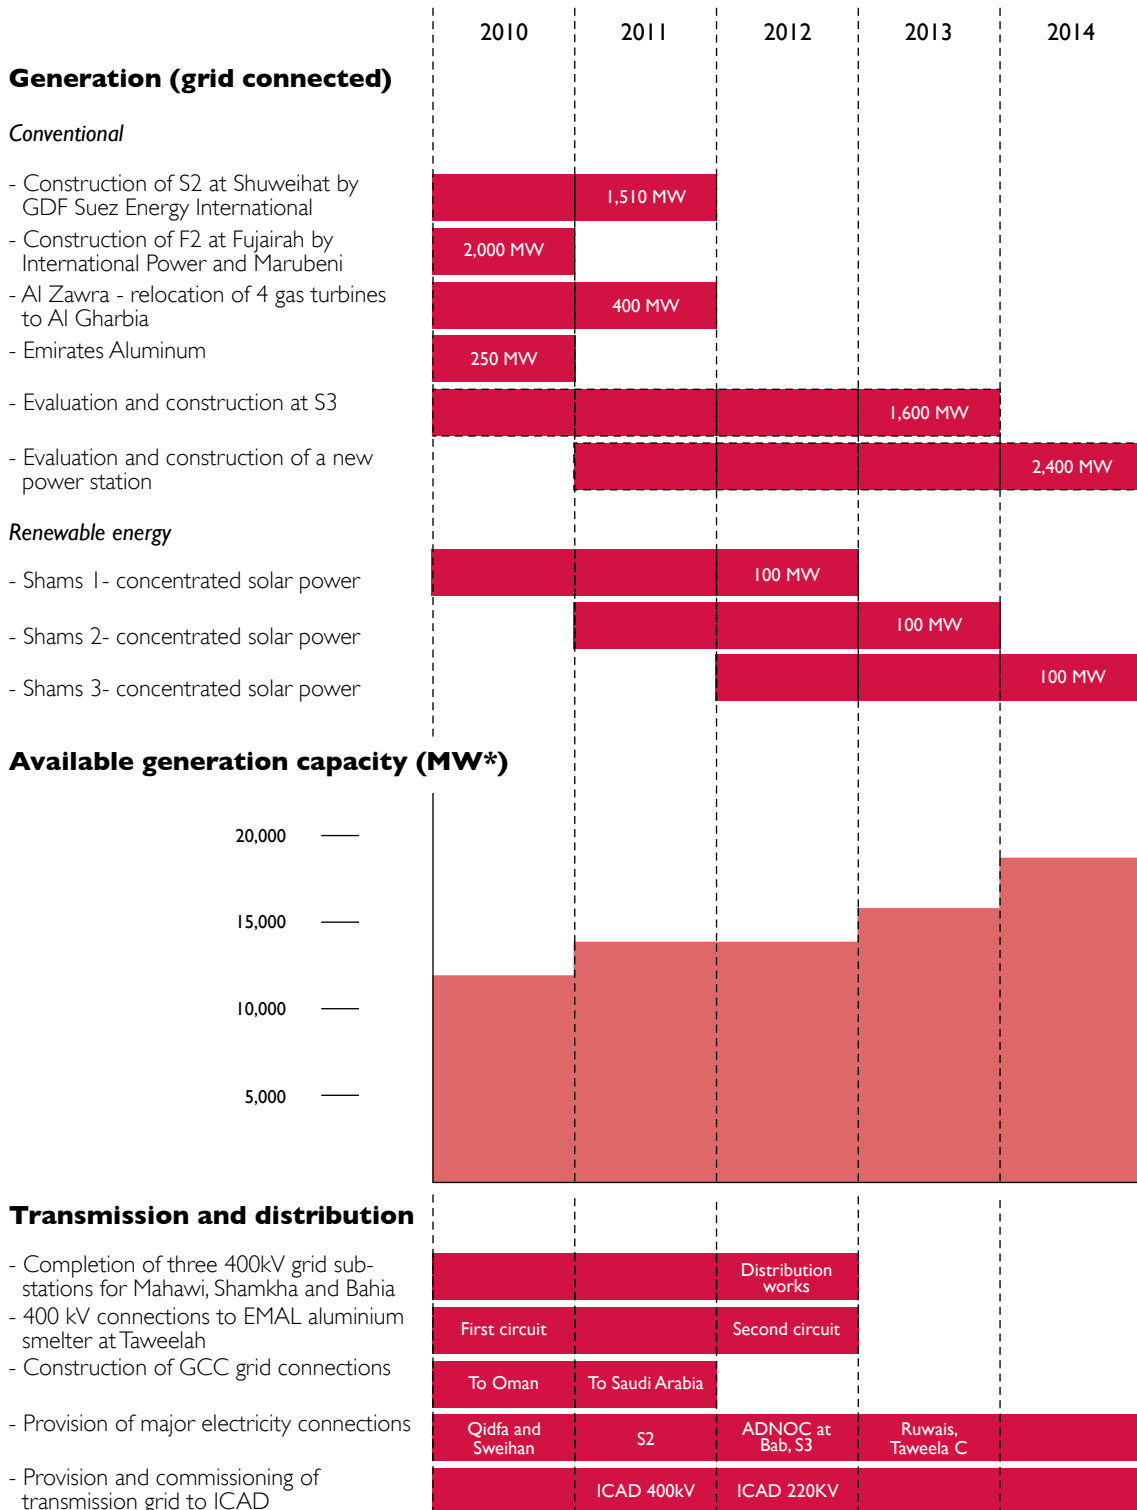 2010 2011 2012 2013 2014
Generation (grid connected)
Conventional
- Construction of S2 at Shuweihat by
GDF Suez Energy International
1,510 MW
- Construction of F2 at Fujairah by
International Power and Marubeni
2,000 MW
- Al Zawra - relocation of 4 gas turbines
to Al Gharbia
400 MW
- Emirates Aluminum
250 MW
- Evaluation and construction at S3
1,600 MW
- Evaluation and construction of a new
power station
2,400 MW
Renewable energy
- Shams 1- concentrated solar power
100 MW
- Shams 2- concentrated solar power
100 MW
- Shams 3- concentrated solar power
100 MW
Available generation capacity (MW*)
20,000
15,000
10,000
5,000
Transmission and distribution
- Completion of three 400kV grid sub-
stations for Mahawi, Shamkha and Bahia
Distribution
works
- 400 kV connections to EMAL aluminium
smelter at Taweelah
First circuit Second circuit
- Construction of GCC grid connections
To Oman To Saudi Arabia
- Provision of major electricity connections
Qidfa and
Sweihan
S2
ADNOC at
Bab, S3
Ruwais,
Taweela C
- Provision and commissioning of
transmission grid to ICAD
ICAD 400kV ICAD 220KV